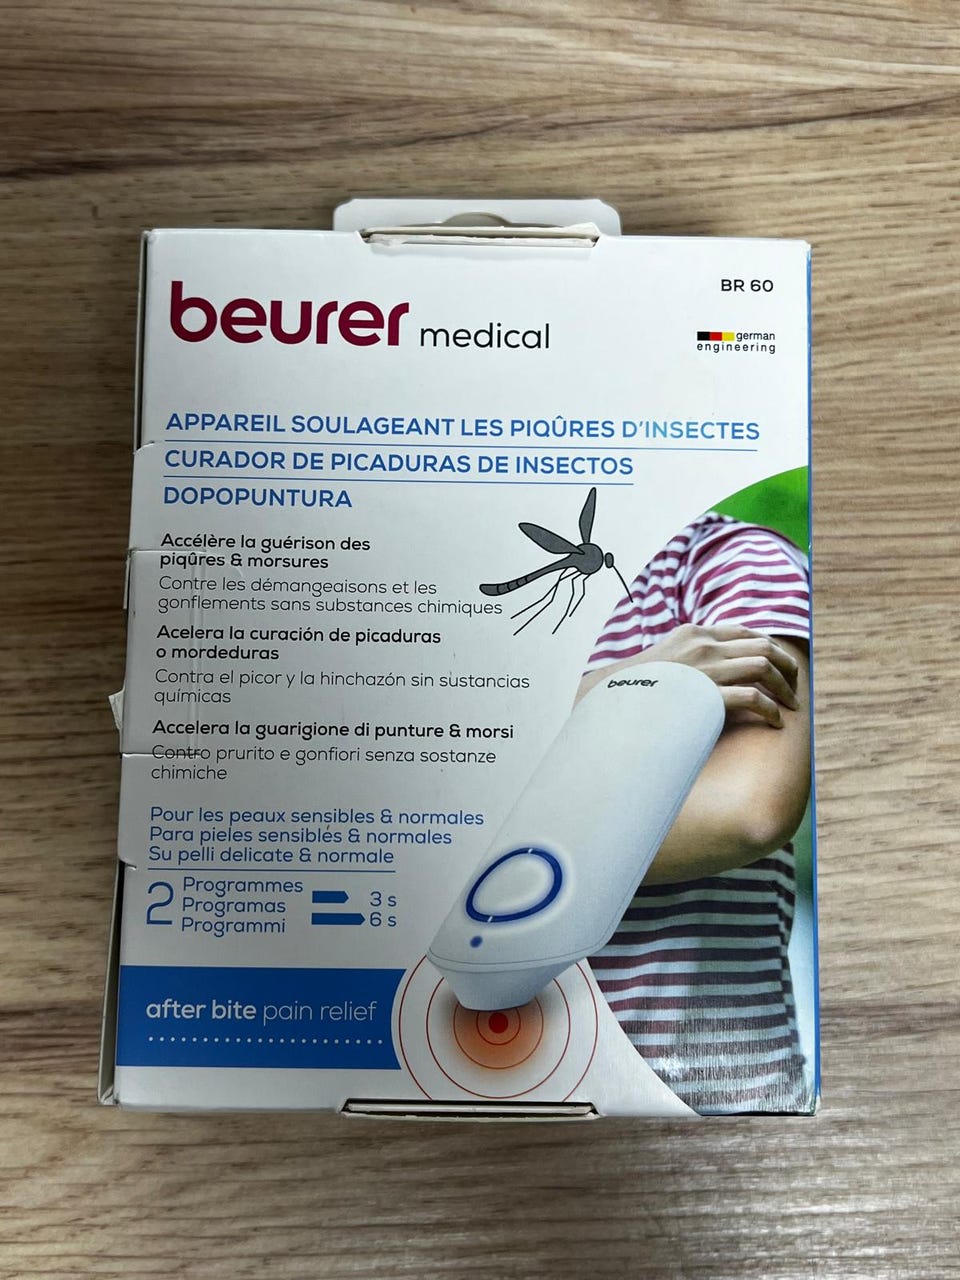 beurer medical
BR 60
german
engineering
APPAREIL SOULAGEANT LES PIQÛRES D'INSECTES
CURADOR DE PICADURAS DE INSECTOS
DOPOPUNTURA
Accélère la guérison des
piqûres & morsures
Contre les démangeaisons et les
gonflements sans substances chimiques
Acelera la curación de picaduras
o mordeduras
Contra el picor y la hinchazón sin sustancias
químicas
Accelera la guarigione di punture & morsi
Contro prurito e gonfiori senza sostanze
chimiche
beurer
Pour les peaux sensibles & normales
Para pieles sensibles & normales
Su pelli delicate & normale
2
Programmes
Programas
Programmi
3 s
6 s
after bite pain relief